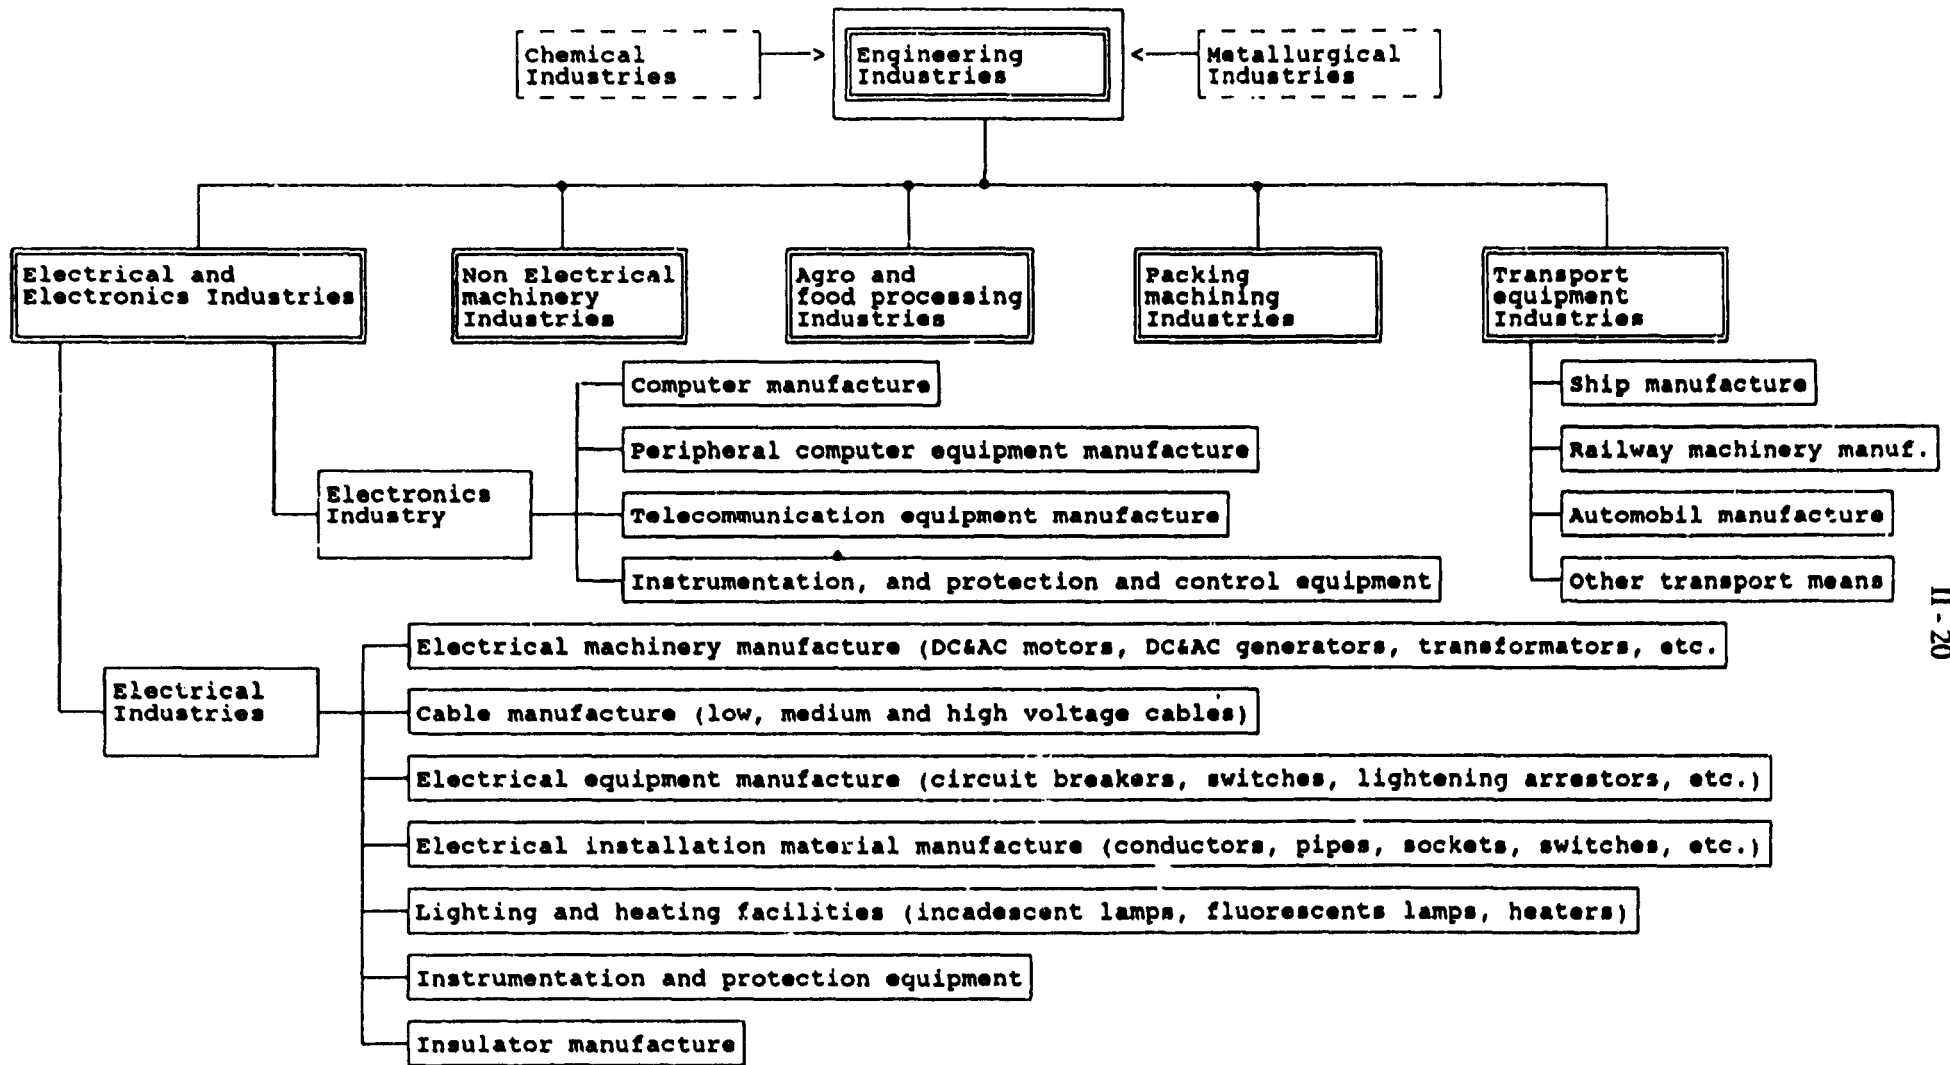 Chemical
Industries
Engineering
Industries
Metallurgical
Industries
Electrical and
Electronics Industries
Non Electrical
machinery
Industries
Agro and
food processing
Industries
Packing
machining
Industries
Transport
equipment
Industries
Computer manufacture
Peripheral computer equipment manufacture
Electronics
Industry
Telecommunication equipment manufacture
Instrumentation, and protection and control equipment
Ship manufacture
Railway machinery manuf.
Automobil manufacture
Other transport means
Electrical
Industries
Electrical machinery manufacture (DC&AC motors, DC&AC generators, transformators, etc.
Cable manufacture (low, medium and high voltage cables)
Electrical equipment manufacture (circuit breakers, switches, lightening arrestors, etc.)
Electrical installation material manufacture (conductors, pipes, sockets, switches, etc.)
Lighting and heating facilities (incadescent lamps, fluorescents lamps, heaters)
Instrumentation and protection equipment
Insulator manufacture
II - 20